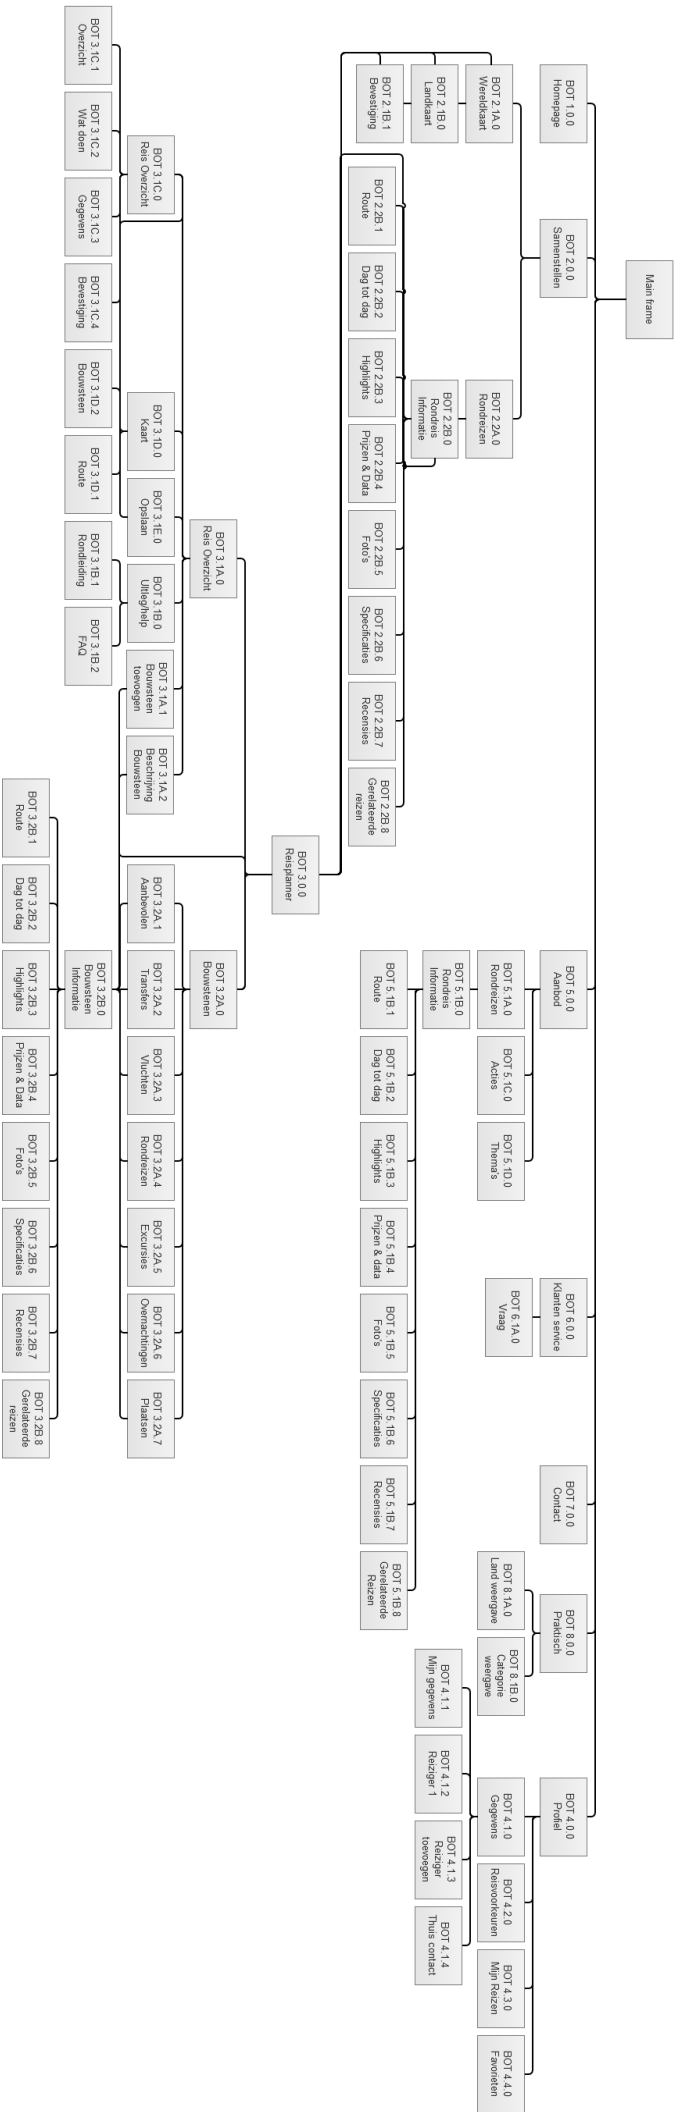 Main frame
BOT 1.0.0
Homepage
BOT 2.0.0
Samenstellen
BOT 5.0.0
Aanbod
BOT 6.0.0
Klanten service
BOT 7.0.0
Contact
BOT 8.0.0
Praktisch
BOT 4.0.0
Profiel
BOT 2.1A.0
Wereldkaart
BOT 2.2A.0
Rondreizen
BOT 5.1A.0
Rondreizen
BOT 5.1C.0
Acties
BOT 5.1D.0
Thema's
BOT 6.1A.0
Vraag
BOT 8.1A.0
Land weergave
BOT 8.1B.0
Categorie
weergave
BOT 4.1.0
Gegevens
BOT 4.2.0
Reisvoorkeuren
BOT 4.3.0
Mijn Reizen
BOT 4.4.0
Favorieten
BOT 2.1B.0
Landkaart
BOT 2.2B.0
Rondreis
Informatie
BOT 5.1B.0
Rondreis
Informatie
BOT 4.1.1
Mijn gegevens
BOT 4.1.2
Reiziger 1
BOT 4.1.3
Reiziger
toevoegen
BOT 4.1.4
Thuis contact
BOT 2.1B.1
Bevestiging
BOT 2.2B.1
Route
BOT 2.2B.2
Dag tot dag
BOT 2.2B.3
Highlights
BOT 2.2B.4
Prijzen & Data
BOT 2.2B.5
Foto's
BOT 2.2B.6
Specificaties
BOT 2.2B.7
Recensies
BOT 2.2B.8
Gerelateerde
reizen
BOT 5.1B.1
Route
BOT 5.1B.2
Dag tot dag
BOT 5.1B.3
Highlights
BOT 5.1B.4
Prijzen & data
BOT 5.1B.5
Foto's
BOT 5.1B.6
Specificaties
BOT 5.1B.7
Recensies
BOT 5.1B.8
Gerelateerde
Reizen
BOT 3.0.0
Reisplanner
BOT 3.1A.0
Reis Overzicht
BOT 3.2A.0
Bouwstenen
BOT 3.1C.0
Reis Overzicht
BOT 3.1D.0
Kaart
BOT 3.1E.0
Opslaan
BOT 3.1B.0
Uitleg/help
BOT 3.1A.1
Bouwsteen
toevoegen
BOT 3.1A.2
Beschrijving
Bouwsteen
BOT 3.2A.1
Aanbevolen
BOT 3.2A.2
Transfers
BOT 3.2A.3
Vluchten
BOT 3.2A.4
Rondreizen
BOT 3.2A.5
Excursies
BOT 3.2A.6
Overnachtingen
BOT 3.2A.7
Plaatsen
BOT 3.1C.1
Overzicht
BOT 3.1C.2
Wat doen
BOT 3.1C.3
Gegevens
BOT 3.1C.4
Bevestiging
BOT 3.1D.2
Bouwsteen
BOT 3.1D.1
Route
BOT 3.1B.1
Rondleiding
BOT 3.1B.2
FAQ
BOT 3.2B.0
Bouwsteen
Informatie
BOT 3.2B.1
Route
BOT 3.2B.2
Dag tot dag
BOT 3.2B.3
Highlights
BOT 3.2B.4
Prijzen & Data
BOT 3.2B.5
Foto's
BOT 3.2B.6
Specificaties
BOT 3.2B.7
Recensies
BOT 3.2B.8
Gerelateerde
reizen